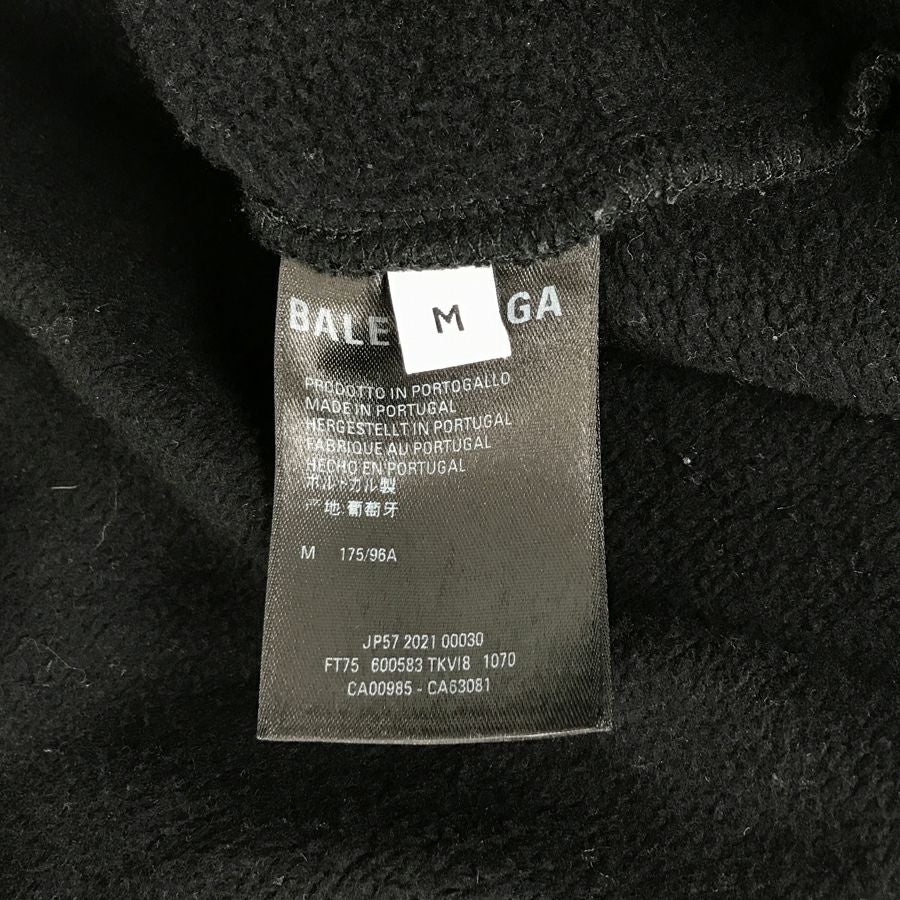 BALE GA
M
PRODOTTO IN PORTOGALLO
MADE IN PORTUGAL
HERGESTELLT IN PORTUGAL
FABRIQUE AU PORTUGAL
HECHO EN PORTUGAL
ポルトガル製
产地:葡萄牙
M 175/96A
JP57 2021 00030
FT75 600583 TKVI8 1070
CA00985 - CA63081